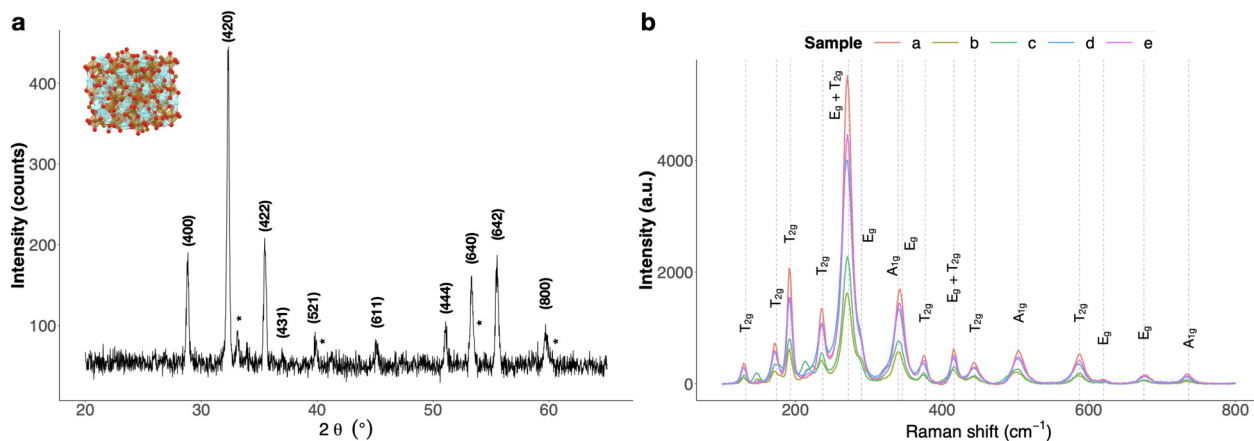 a
(420)
400
300
200
100
Intensity (counts)
(400)
(422)
(431)
(521)
(611)
(444)
(640)
(642)
(800)
*
*
*
*
20
30
40
50
60
2 θ (°)
b
Sample a b c d e
4000
2000
0
Intensity (a.u.)
T2g
T2g
T2g
T2g
Eg + T2g
Eg
A1g
Eg
T2g
Eg + T2g
T2g
A1g
T2g
Eg
Eg
A1g
200
400
600
800
Raman shift (cm⁻¹)